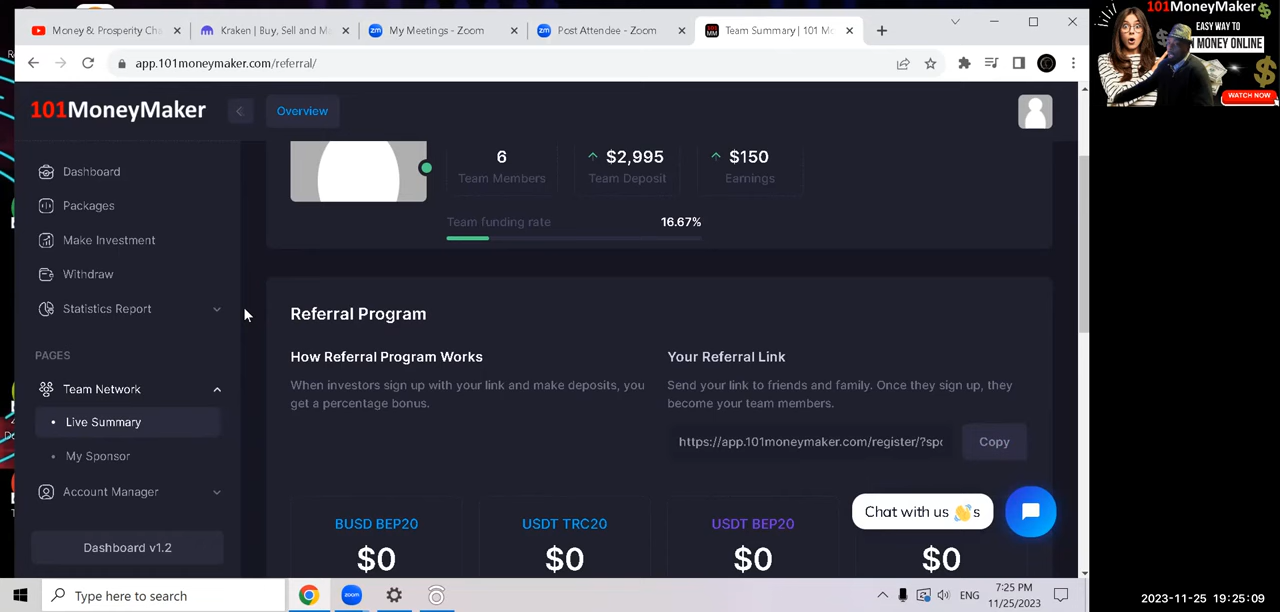 Money & Prosperity Cha
Kraken | Buy, Sell and Ma
My Meetings - Zoom
Post Attendee - Zoom
Team Summary | 101 Mo
app.101moneymaker.com/referral/
101MoneyMaker
EASY WAY TO
MONEY ONLINE
WATCH NOW
101MoneyMaker
Overview
Dashboard
Packages
Make Investment
Withdraw
Statistics Report
PAGES
Team Network
Live Summary
My Sponsor
Account Manager
Dashboard v1.2
6
Team Members
$2,995
Team Deposit
$150
Earnings
Team funding rate
16.67%
Referral Program
How Referral Program Works
When investors sign up with your link and make deposits, you
get a percentage bonus.
Your Referral Link
Send your link to friends and family. Once they sign up, they
become your team members.
https://app.101moneymaker.com/register/?spo
Copy
BUSD BEP20
$0
USDT TRC20
$0
USDT BEP20
$0
$0
Chat with us 👋 s
Type here to search
ENG
7:25 PM
11/25/2023
2023-11-25 19:25:09